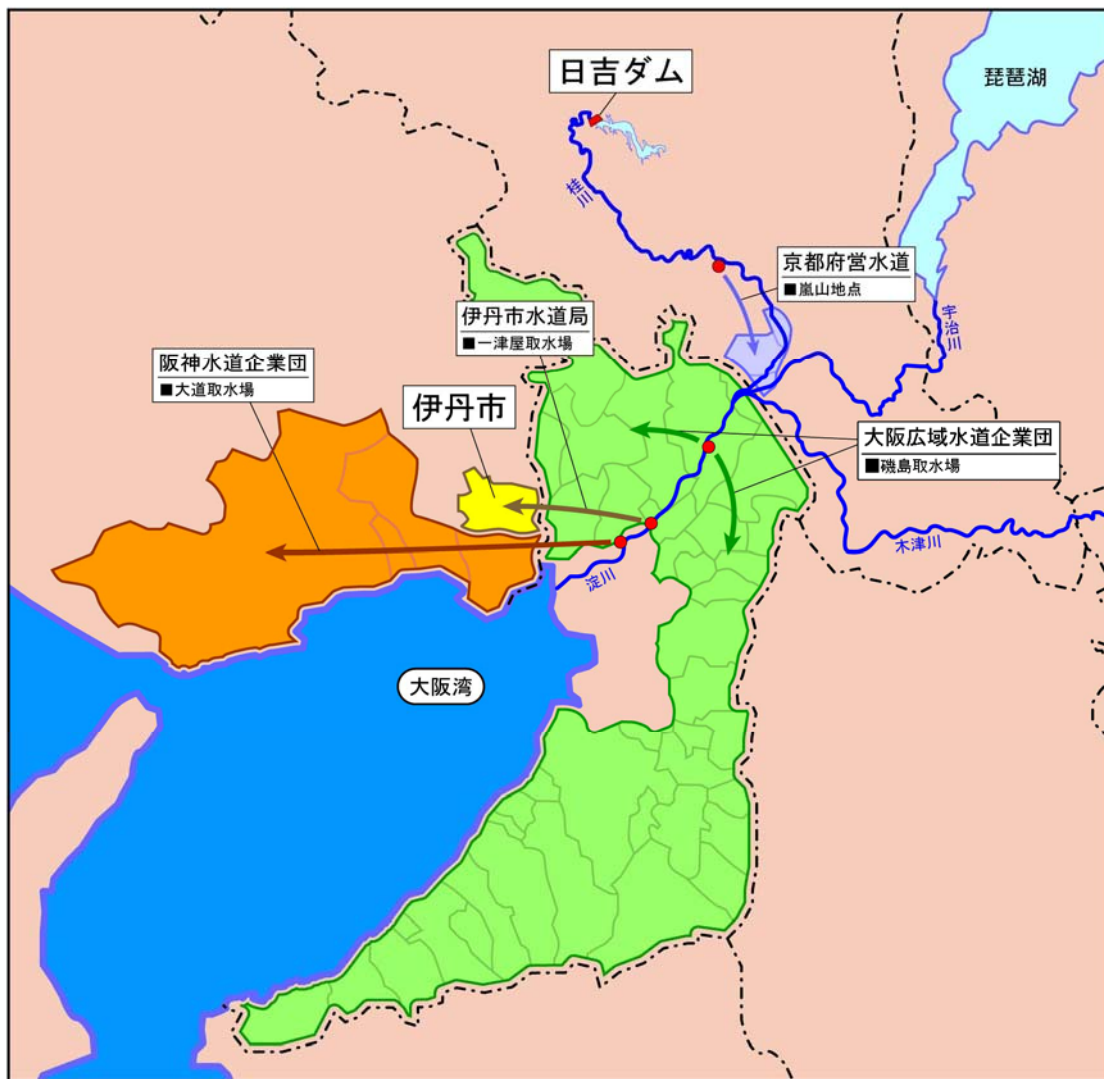 日吉ダム
琵琶湖
桂川
京都府営水道
■嵐山地点
宇治川
伊丹市水道局
■一津屋取水場
阪神水道企業団
■大道取水場
伊丹市
大阪広域水道企業団
■磯島取水場
木津川
淀川
大阪湾